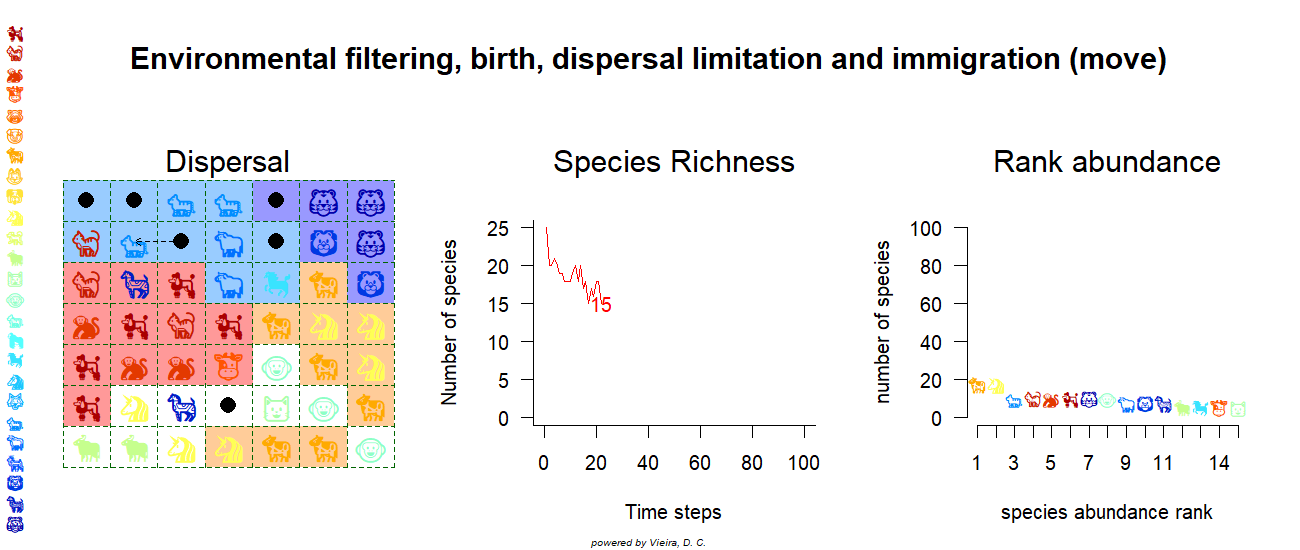 Environmental filtering, birth, dispersal limitation and immigration (move)
Dispersal
Species Richness
Number of species
25
20
15
10
5
0
15
0 20 40 60 80 100
Time steps
Rank abundance
number of species
100
80
60
40
20
0
1 3 5 7 9 11 14
species abundance rank
powered by Vieira, D. C.